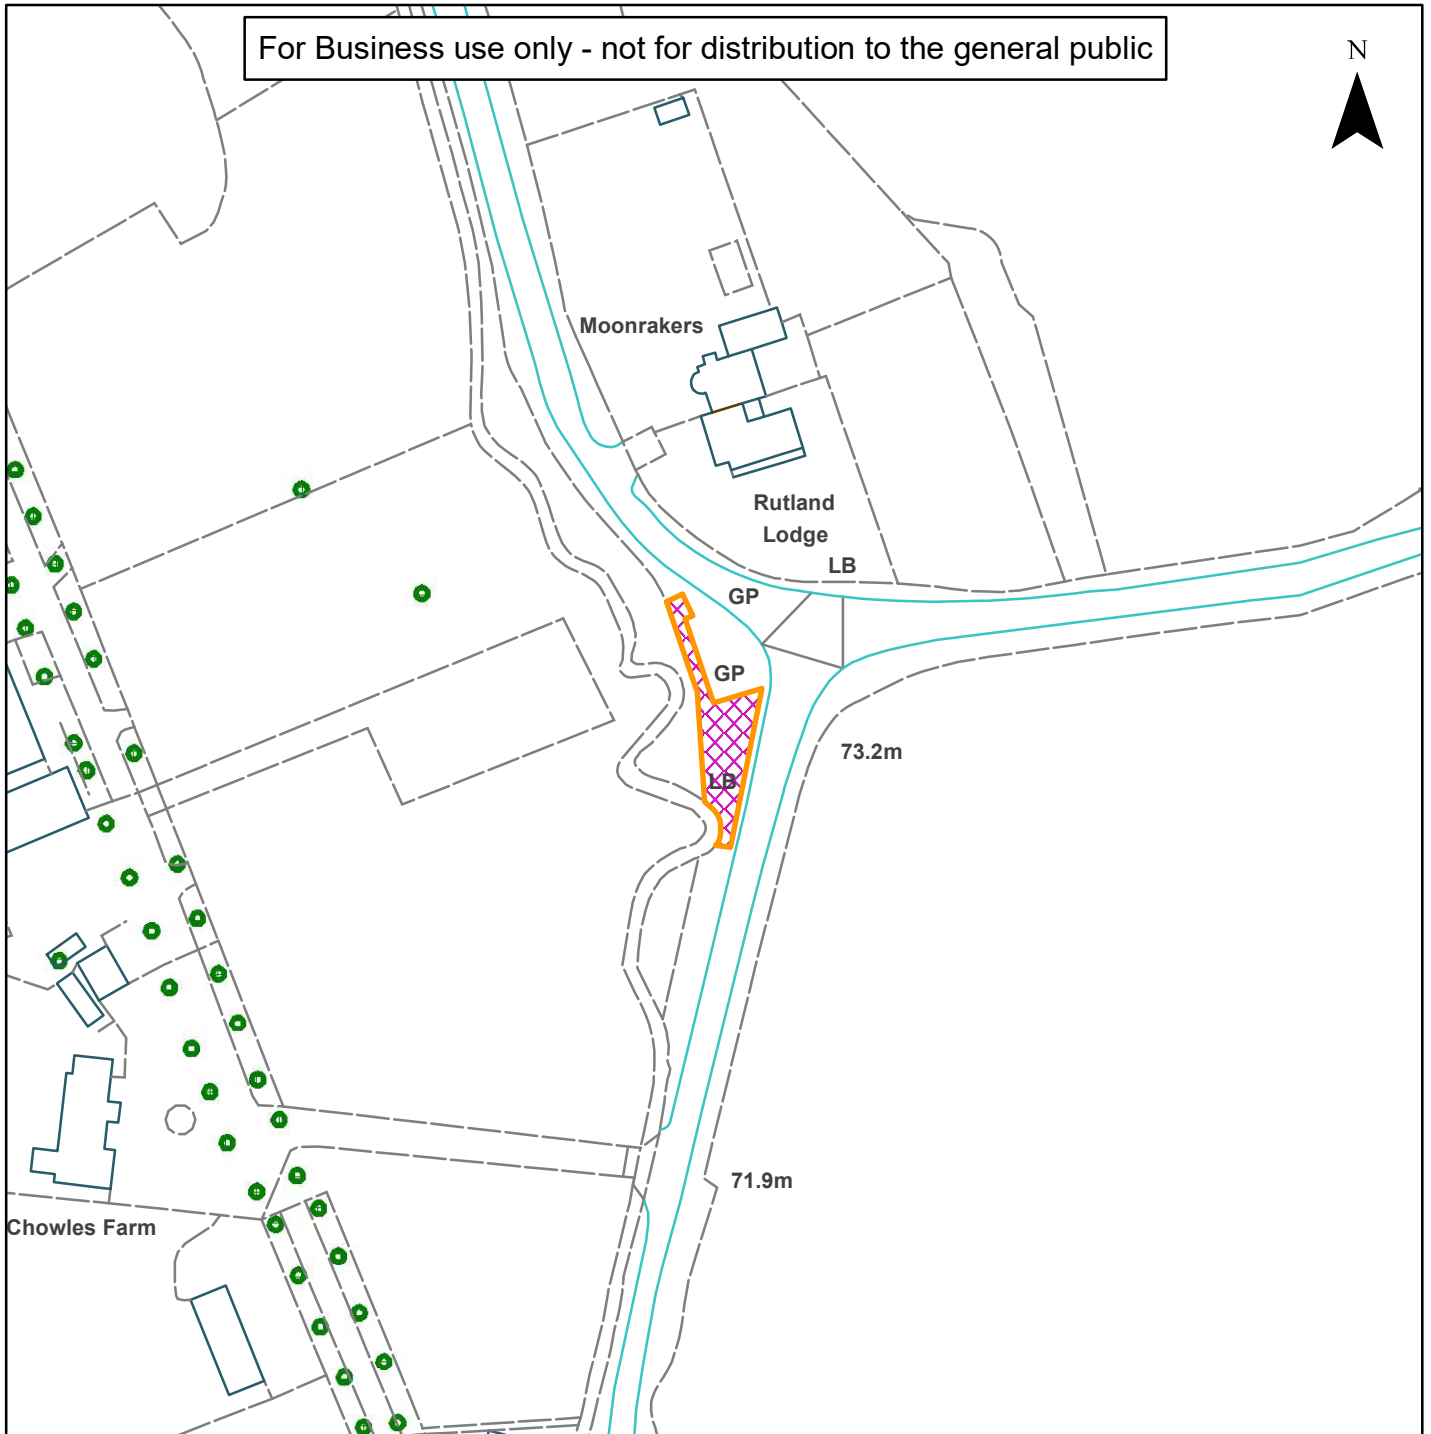 For Business use only - not for distribution to the general public
N
Moonrakers
Rutland
Lodge
LB
GP
GP
73.2m
LB
71.9m
Chowles Farm